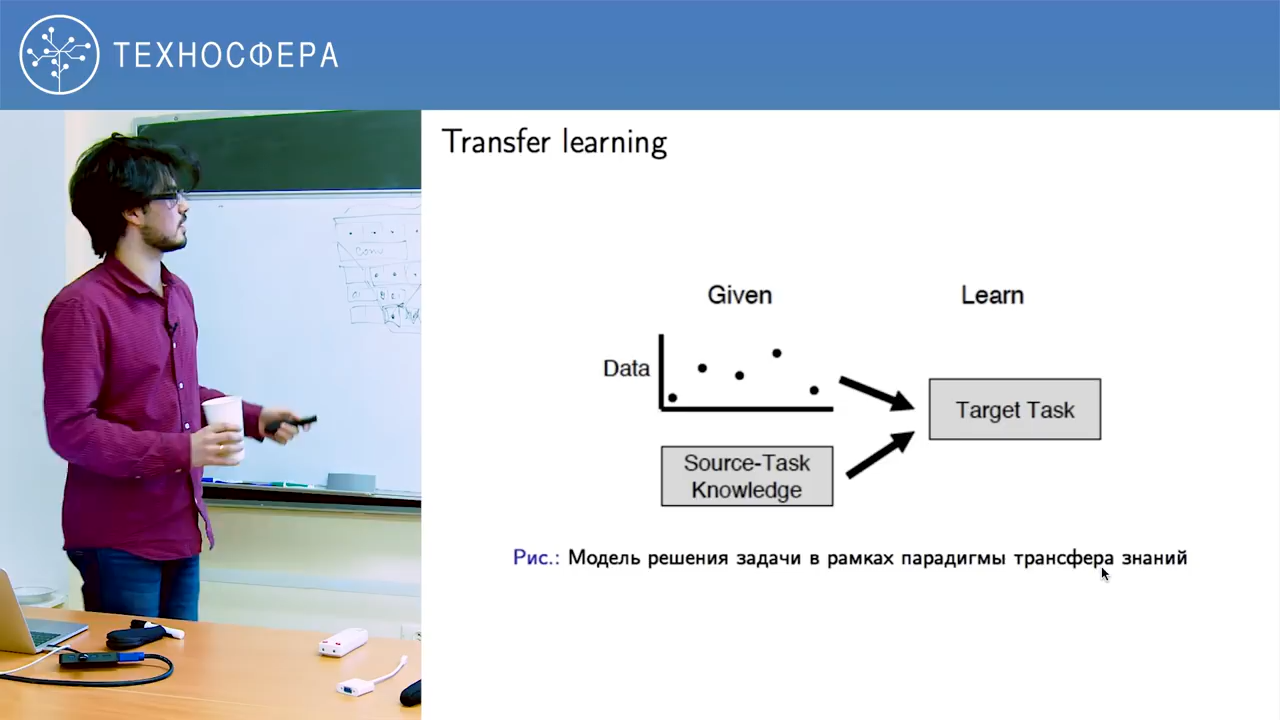 ТЕХНОСФЕРА
Transfer learning
conv
Given
Learn
Data
Target Task
Source-Task
Knowledge
Рис.: Модель решения задачи в рамках парадигмы трансфера знаний